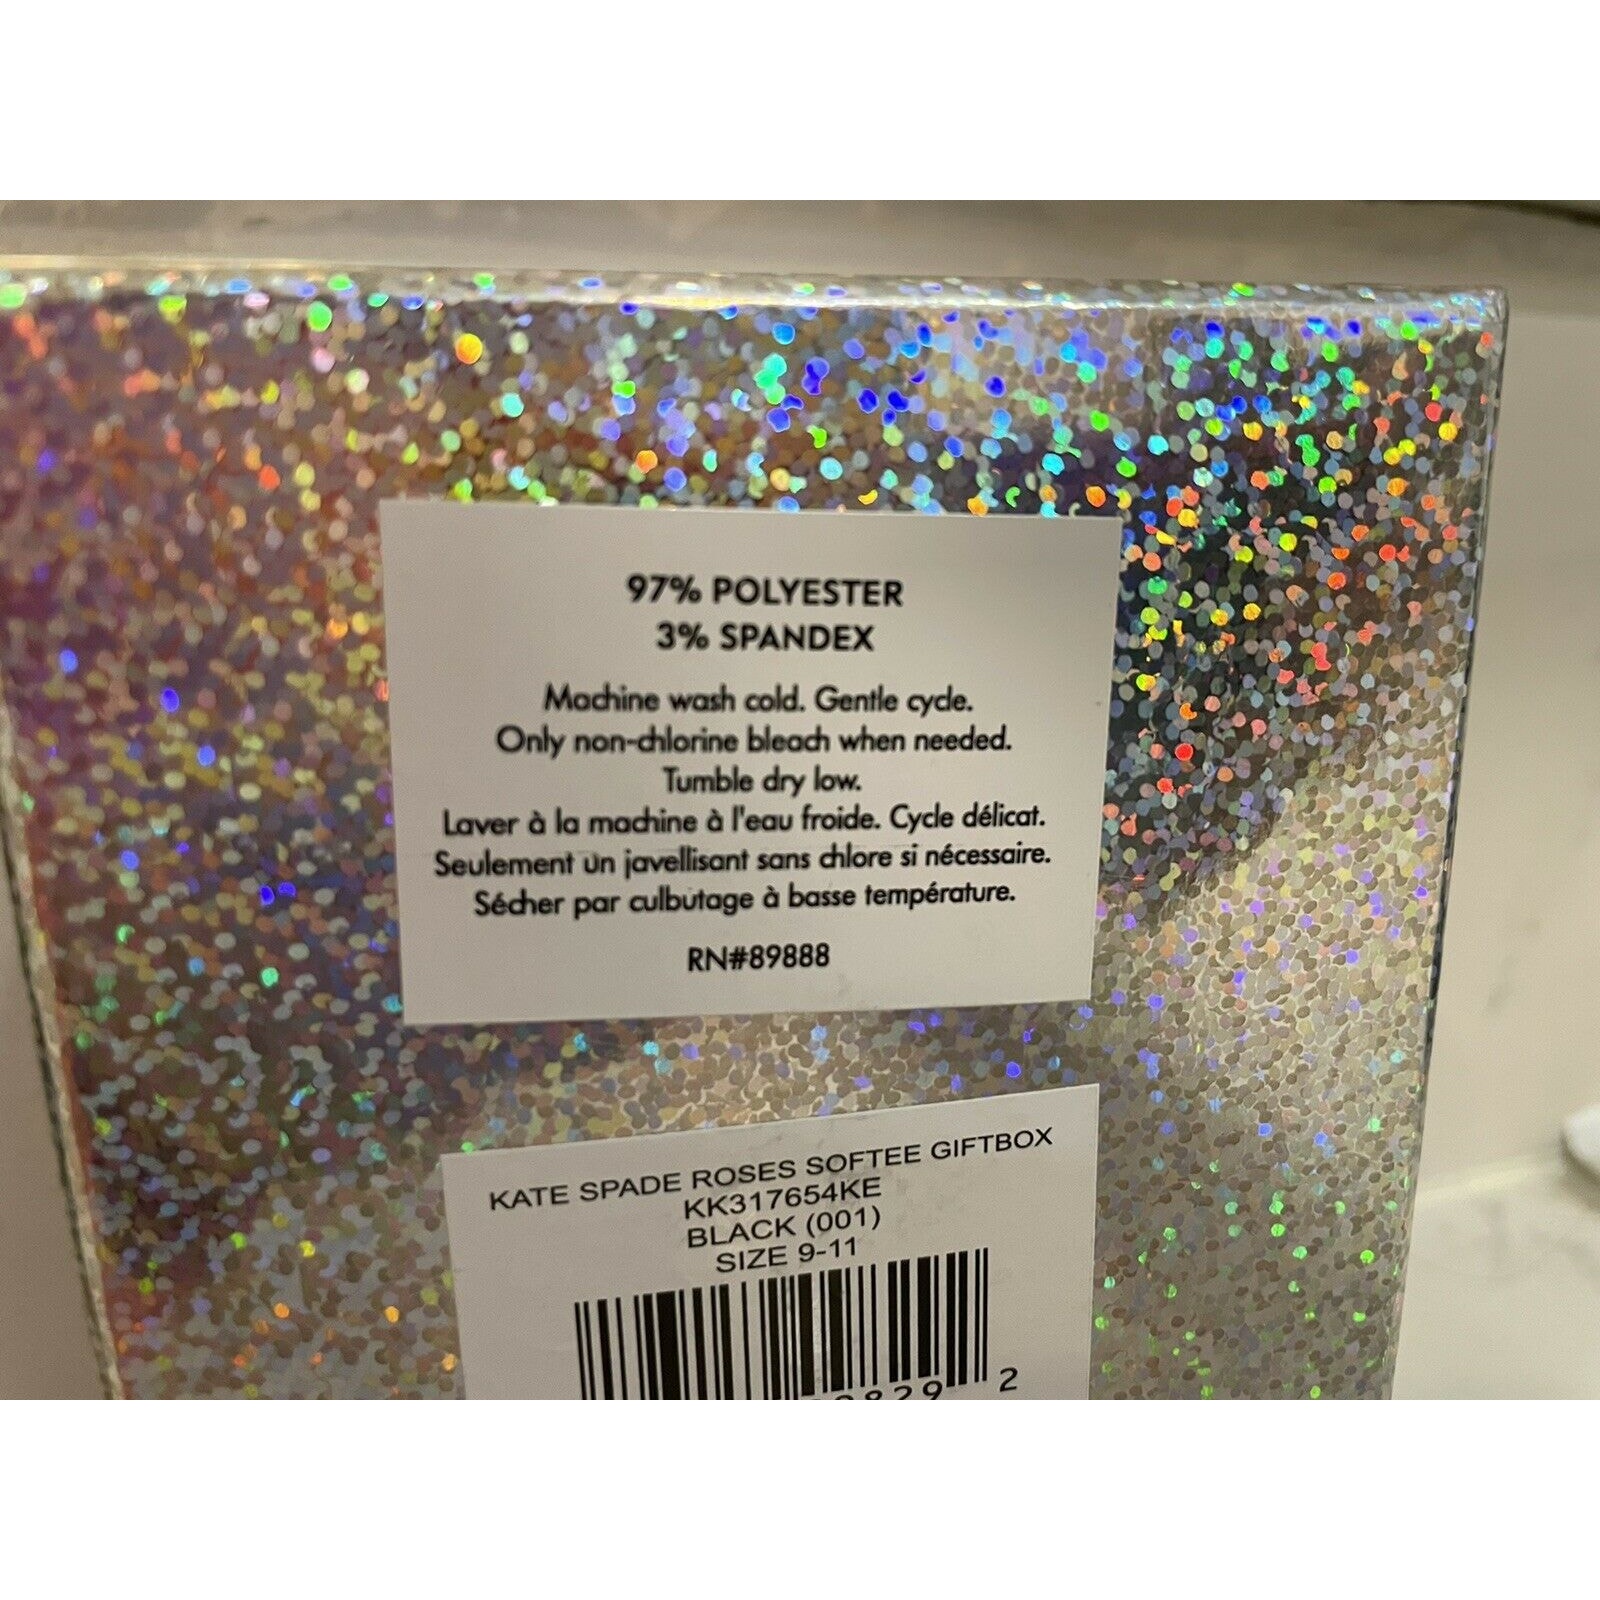 97% POLYESTER
3% SPANDEX
Machine wash cold. Gentle cycle.
Only non-chlorine bleach when needed.
Tumble dry low.
Laver à la machine à l'eau froide. Cycle délicat.
Seulement un javellisant sans chlore si nécessaire.
Sécher par culbutage à basse température.
RN#89888
KATE SPADE ROSES SOFTEE GIFTBOX
KK317654KE
BLACK (001)
SIZE 9-11
829 2